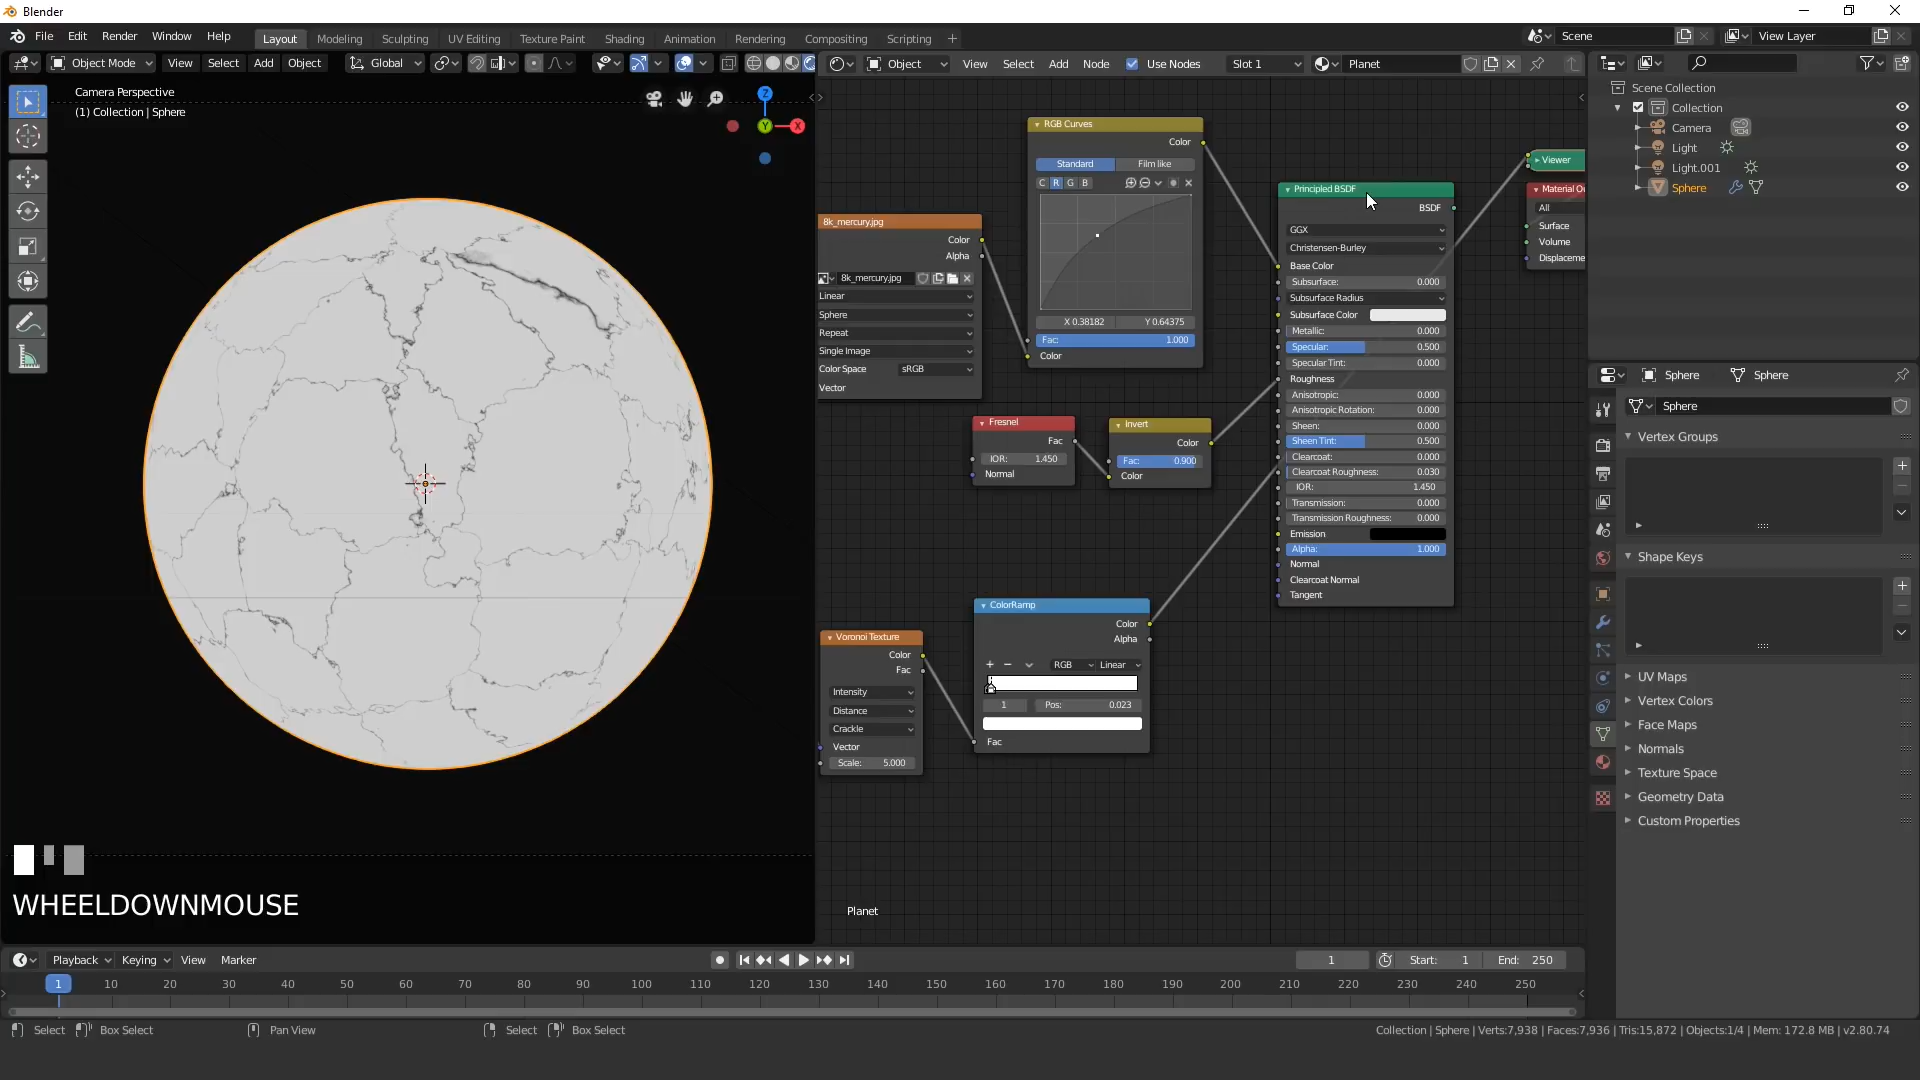 Blender
File Edit Render Window Help
Layout Modeling Sculpting UV Editing Texture Paint Shading Animation Rendering Compositing Scripting +
Scene
View Layer
Object Mode View Select Add Object Global
Object View Select Add Node Use Nodes Slot 1 Planet
Camera Perspective
(1) Collection | Sphere
Z
Y
X
RGB Curves
Color
Standard Film like
C R G B
X 0.38182 Y 0.64375
Fac: 1.000
Color
8k_mercury.jpg
Color
Alpha
8k_mercury.jpg
Linear
Sphere
Repeat
Single Image
Color Space sRGB
Vector
Fresnel
Fac
IOR: 1.450
Normal
Invert
Color
Fac: 0.900
Color
Principled BSDF
BSDF
GGX
Christensen-Burley
Base Color
Subsurface: 0.000
Subsurface Radius
Subsurface Color
Metallic: 0.000
Specular: 0.500
Specular Tint: 0.000
Roughness
Anisotropic: 0.000
Anisotropic Rotation: 0.000
Sheen: 0.000
Sheen Tint: 0.500
Clearcoat: 0.000
Clearcoat Roughness: 0.030
IOR: 1.450
Transmission: 0.000
Transmission Roughness: 0.000
Emission
Alpha: 1.000
Normal
Clearcoat Normal
Tangent
Viewer
Material Ou
All
Surface
Volume
Displaceme
Voronoi Texture
Color
Fac
Intensity
Distance
Crackle
Vector
Scale: 5.000
ColorRamp
Color
Alpha
RGB Linear
1 Pos: 0.023
Fac
Planet
WHEELDOWNMOUSE
Scene Collection
Collection
Camera
Light
Light.001
Sphere
Sphere Sphere
Sphere
Vertex Groups
Shape Keys
UV Maps
Vertex Colors
Face Maps
Normals
Texture Space
Geometry Data
Custom Properties
Playback Keying View Marker
1 Start: 1 End: 250
1 10 20 30 40 50 60 70 80 90 100 110 120 130 140 150 160 170 180 190 200 210 220 230 240 250
Select Box Select Pan View Select Box Select
Collection | Sphere | Verts:7,938 | Faces:7,936 | Tris:15,872 | Objects:1/4 | Mem: 172.8 MB | v2.80.74